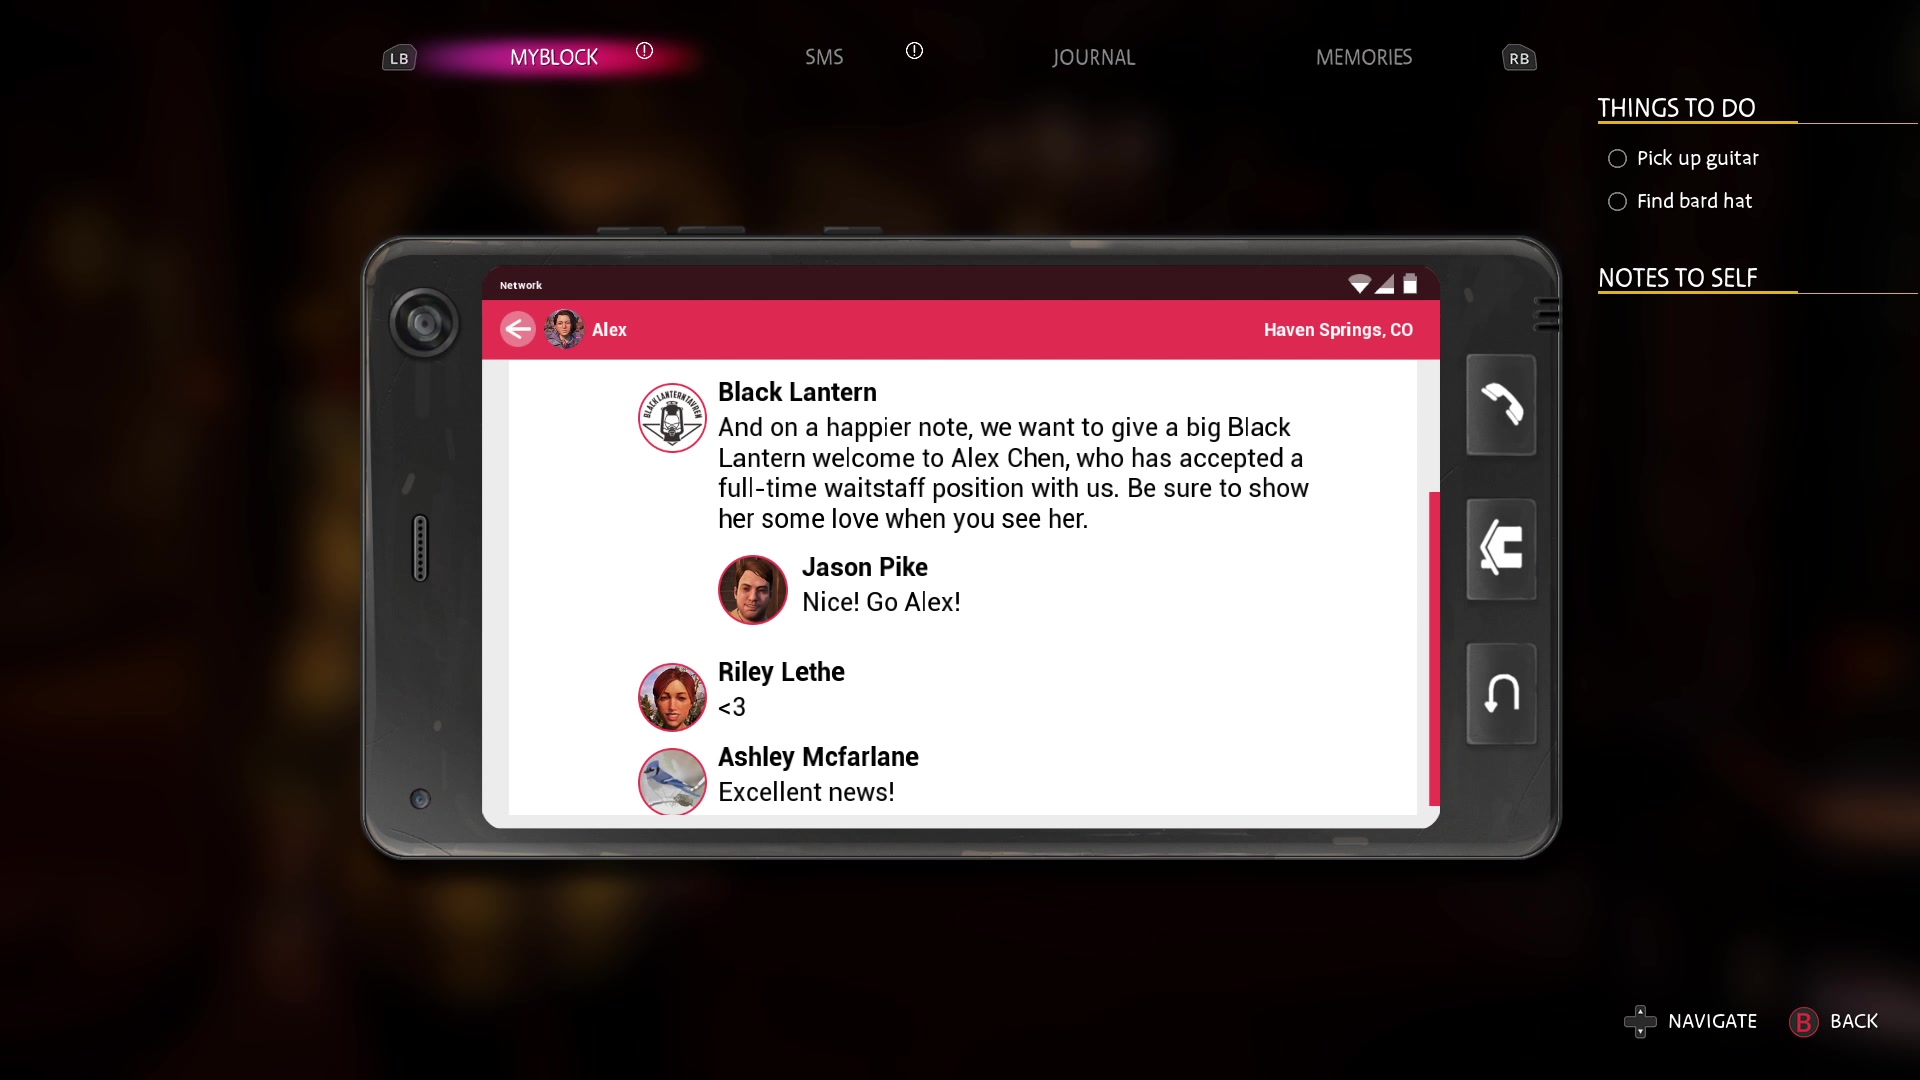 LB
MYBLOCK
SMS
JOURNAL
MEMORIES
RB
THINGS TO DO
Pick up guitar
Find bard hat
NOTES TO SELF
Network
Alex
Haven Springs, CO
BLACK LANTERN TAVREN
Black Lantern
And on a happier note, we want to give a big Black
Lantern welcome to Alex Chen, who has accepted a
full-time waitstaff position with us. Be sure to show
her some love when you see her.
Jason Pike
Nice! Go Alex!
Riley Lethe
<3
Ashley Mcfarlane
Excellent news!
NAVIGATE
B BACK